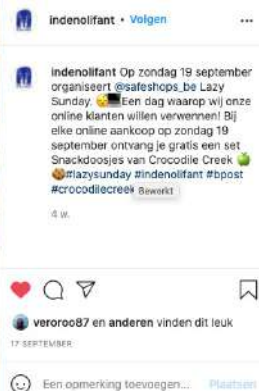 indenolifant • Volgen
indenolifant Op zondag 19 september
organiseert @safeshops_be Lazy
Sunday. Een dag waarop wij onze
online klanten willen verwennen! Bij
elke online aankoop op zondag 19
september ontvang je gratis een set
Snackdoosjes van Crocodile Creek
#lazysunday #indenolifant #bpost
#crocodilecreek Bewerkt
4 w.
veroroo87 en anderen vinden dit leuk
17 SEPTEMBER
Een opmerking toevoegen... Plaatsen